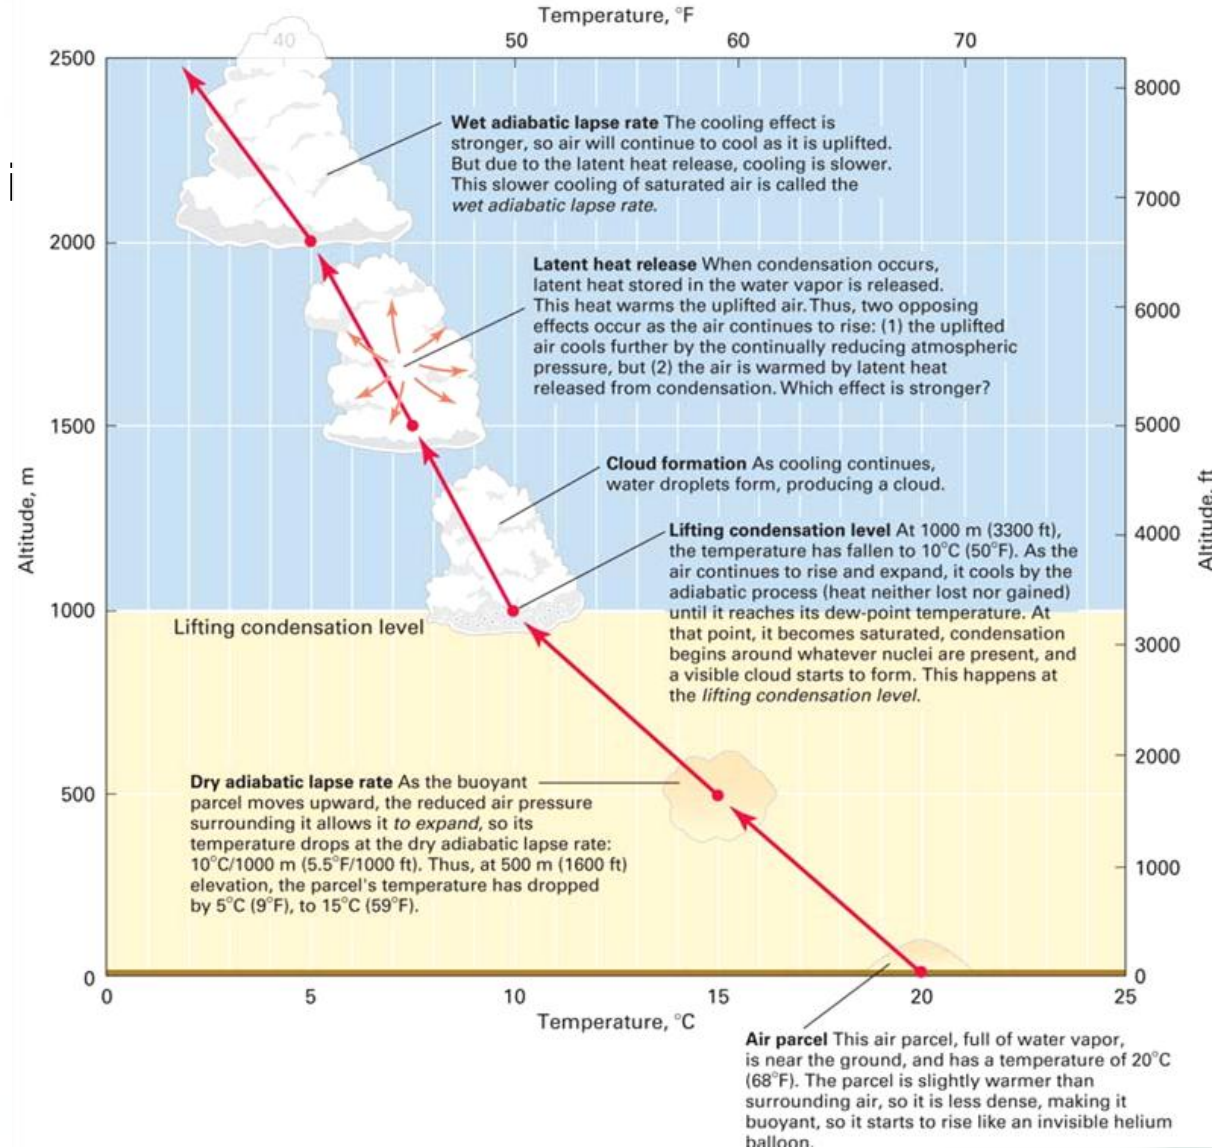 Temperature, °F
40 50 60 70
2500
8000
Wet adiabatic lapse rate The cooling effect is
stronger, so air will continue to cool as it is uplifted.
But due to the latent heat release, cooling is slower.
This slower cooling of saturated air is called the
wet adiabatic lapse rate.
i
7000
2000
Latent heat release When condensation occurs,
latent heat stored in the water vapor is released.
This heat warms the uplifted air. Thus, two opposing
effects occur as the air continues to rise: (1) the uplifted
air cools further by the continually reducing atmospheric
pressure, but (2) the air is warmed by latent heat
released from condensation. Which effect is stronger?
6000
1500
5000
Cloud formation As cooling continues,
water droplets form, producing a cloud.
Altitude, m
Altitude, ft
Lifting condensation level At 1000 m (3300 ft),
the temperature has fallen to 10°C (50°F). As the
air continues to rise and expand, it cools by the
adiabatic process (heat neither lost nor gained)
until it reaches its dew-point temperature. At
that point, it becomes saturated, condensation
begins around whatever nuclei are present, and
a visible cloud starts to form. This happens at
the lifting condensation level.
4000
1000
Lifting condensation level
3000
2000
Dry adiabatic lapse rate As the buoyant
parcel moves upward, the reduced air pressure
surrounding it allows it to expand, so its
temperature drops at the dry adiabatic lapse rate:
10°C/1000 m (5.5°F/1000 ft). Thus, at 500 m (1600 ft)
elevation, the parcel's temperature has dropped
by 5°C (9°F), to 15°C (59°F).
500
1000
0
0
0 5 10 15 20 25
Temperature, °C
Air parcel This air parcel, full of water vapor,
is near the ground, and has a temperature of 20°C
(68°F). The parcel is slightly warmer than
surrounding air, so it is less dense, making it
buoyant, so it starts to rise like an invisible helium
balloon.